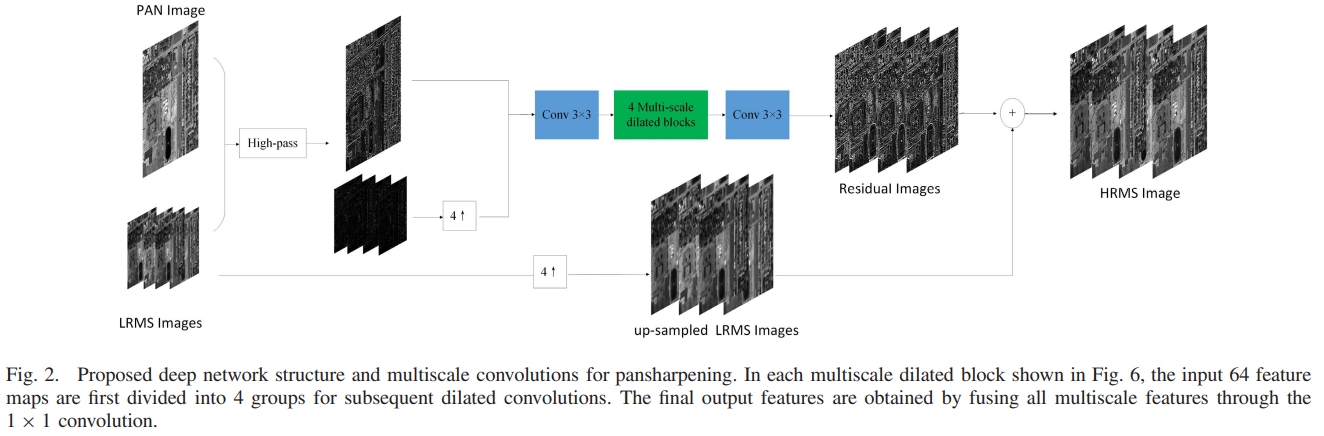 PAN Image
High-pass
4↑
Conv 3×3
4 Multi-scale
dilated blocks
Conv 3×3
Residual Images
+
HRMS Image
LRMS Images
4↑
up-sampled LRMS Images
Fig. 2. Proposed deep network structure and multiscale convolutions for pansharpening. In each multiscale dilated block shown in Fig. 6, the input 64 feature
maps are first divided into 4 groups for subsequent dilated convolutions. The final output features are obtained by fusing all multiscale features through the
1 × 1 convolution.